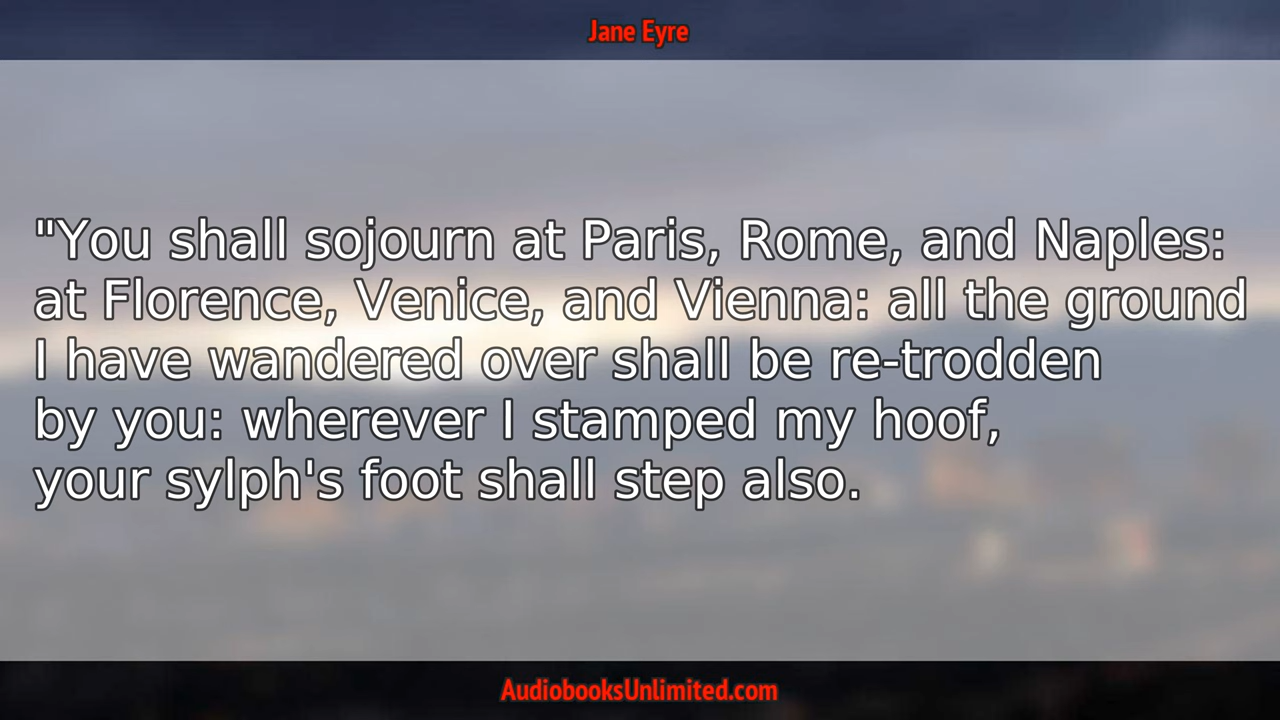 Jane Eyre
"You shall sojourn at Paris, Rome, and Naples:
at Florence, Venice, and Vienna: all the ground
I have wandered over shall be re-trodden
by you: wherever I stamped my hoof,
your sylph's foot shall step also.
AudiobooksUnlimited.com